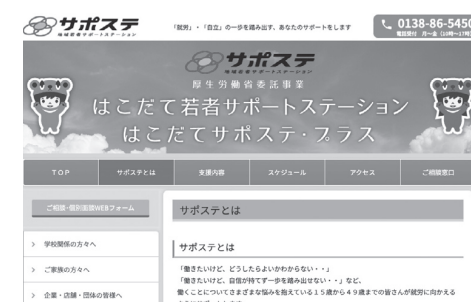 サポステ
地域若者サポートステーション
「就労」・「自立」の一歩を踏み出す、あなたのサポートをします
0138-86-5450
電話受付 月～金（10時～17時）
サポステ
地域若者サポートステーション
厚生労働省委託事業
はこだて若者サポートステーション
はこだてサポステ・プラス
TOP
サポステとは
支援内容
スケジュール
アクセス
ご相談窓口
ご相談・個別面談WEBフォーム
学校関係の方々へ
ご家族の方々へ
企業・店舗・団体の皆様へ
サポステとは
サポステとは
「働きたいけど、どうしたらよいかわからない・・」
「働きたいけど、自信が持てず一歩を踏み出せない・・」など、
働くことについてさまざまな悩みを抱えている１５歳から４９歳までの皆さんが就労に向かえる